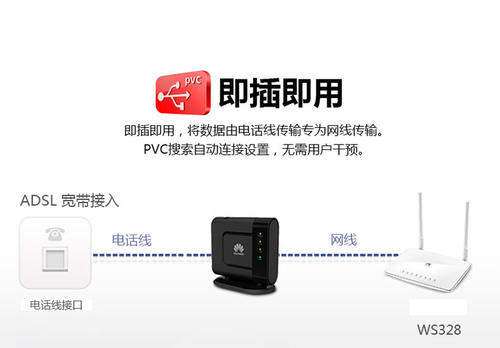 PVC
即插即用
即插即用，将数据由电话线传输专为网线传输。
PVC搜索自动连接设置，无需用户干预。
ADSL 宽带接入
电话线
网线
电话线接口
WS328